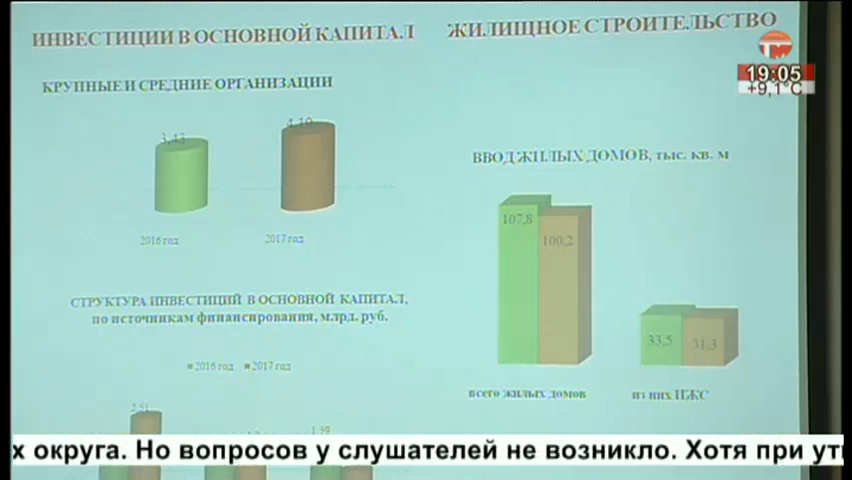 ИНВЕСТИЦИИ В ОСНОВНОЙ КАПИТАЛ
ЖИЛИЩНОЕ СТРОИТЕЛЬСТВО
19:05
+9,1°C
КРУПНЫЕ И СРЕДНИЕ ОРГАНИЗАЦИИ
3,43
4,19
2016 год
2017 год
ВВОД ЖИЛЫХ ДОМОВ, тыс. кв. м
107,8
100,2
33,5
31,3
всего жилых домов
из них ИЖС
СТРУКТУРА ИНВЕСТИЦИЙ В ОСНОВНОЙ КАПИТАЛ,
по источникам финансирования, млрд. руб.
2016 год
2017 год
2,51
1,59
х округа. Но вопросов у слушателей не возникло. Хотя при ут